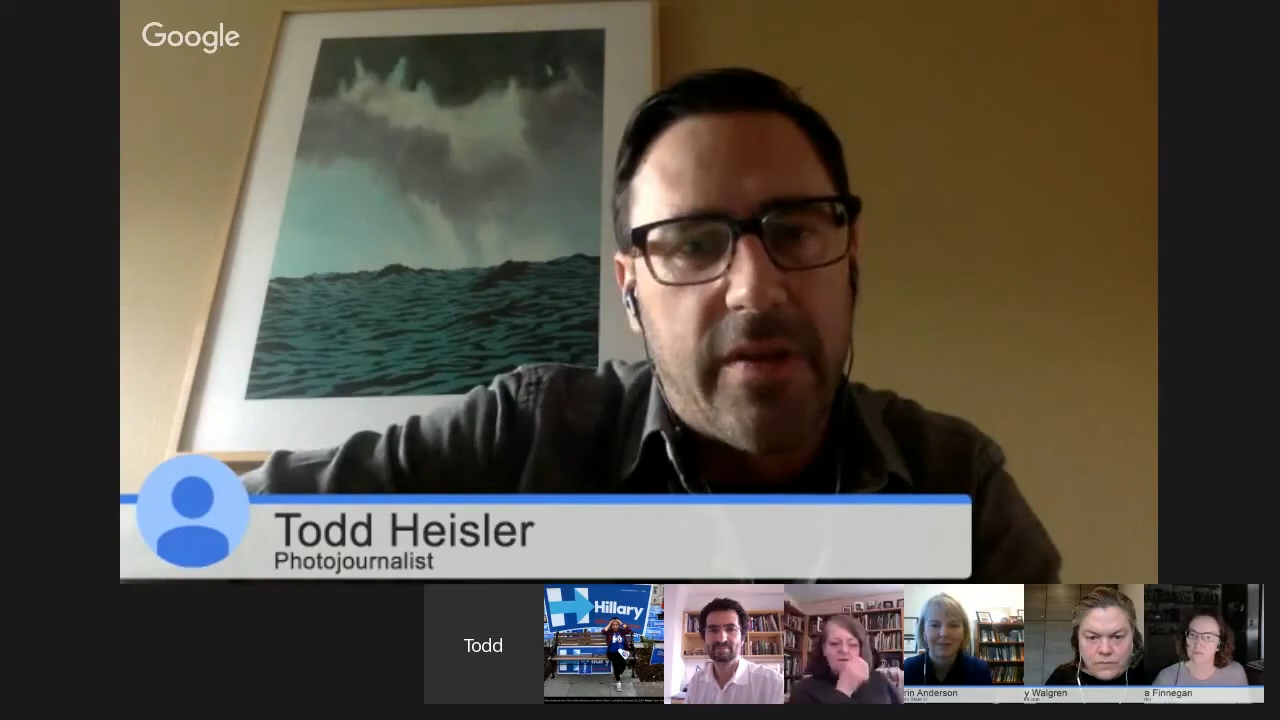 Google
Todd Heisler
Photojournalist
Todd
H Hillary
rin Anderson
y Walgren
a Finnegan